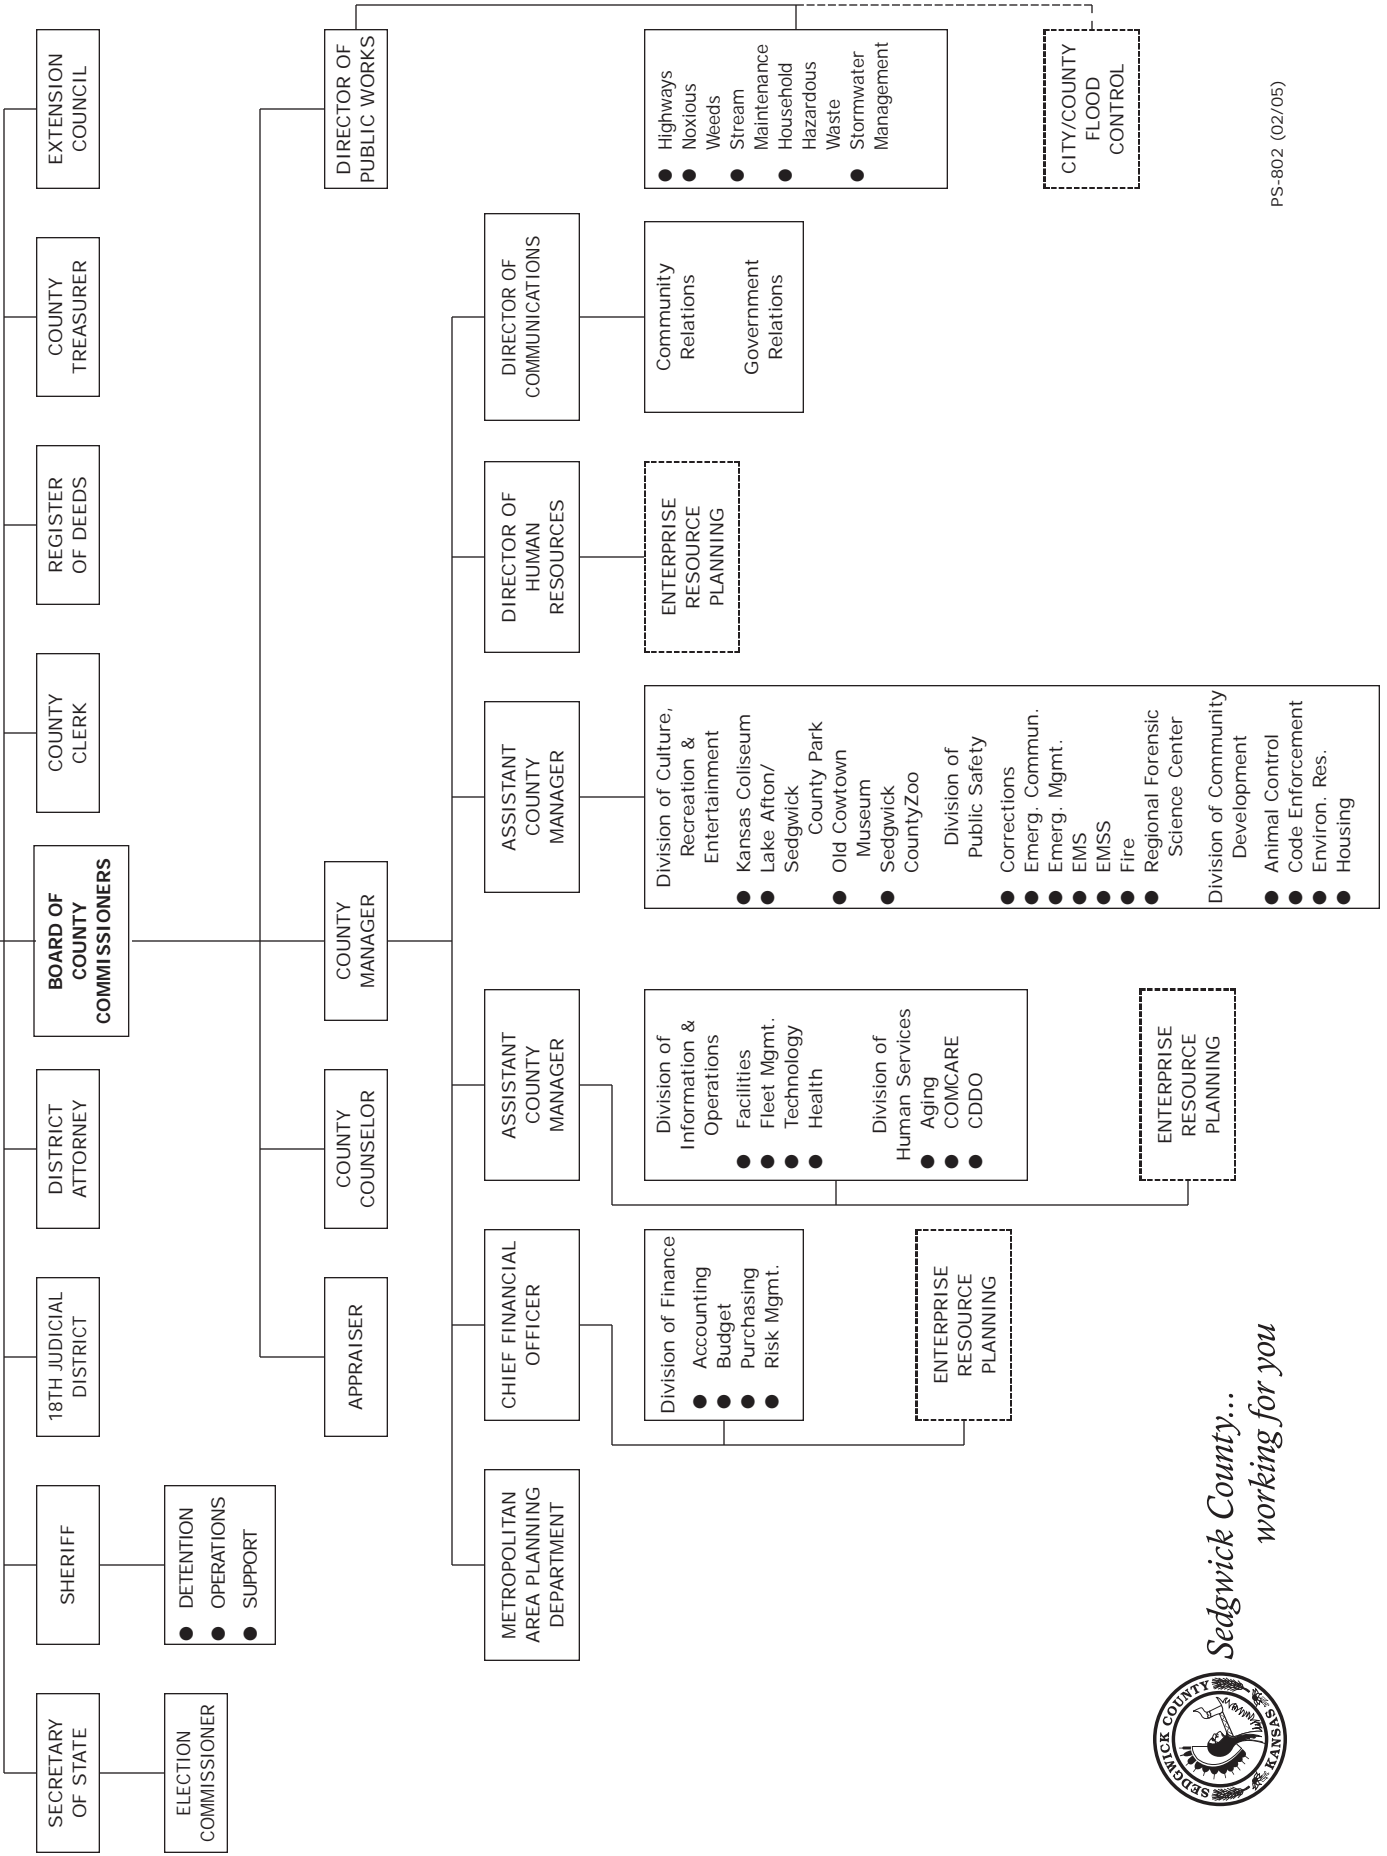 SECRETARY
OF STATE
SHERIFF
18TH JUDICIAL
DISTRICT
DISTRICT
ATTORNEY
BOARD OF
COUNTY
COMMISSIONERS
COUNTY
CLERK
REGISTER
OF DEEDS
COUNTY
TREASURER
EXTENSION
COUNCIL
ELECTION
COMMISSIONER
● DETENTION
● OPERATIONS
● SUPPORT
APPRAISER
COUNTY
COUNSELOR
COUNTY
MANAGER
DIRECTOR OF
PUBLIC WORKS
METROPOLITAN
AREA PLANNING
DEPARTMENT
CHIEF FINANCIAL
OFFICER
ASSISTANT
COUNTY
MANAGER
ASSISTANT
COUNTY
MANAGER
DIRECTOR OF
HUMAN
RESOURCES
DIRECTOR OF
COMMUNICATIONS
Division of Finance
● Accounting
● Budget
● Purchasing
● Risk Mgmt.
ENTERPRISE
RESOURCE
PLANNING
Division of
Information &
Operations
● Facilities
● Fleet Mgmt.
● Technology
● Health
Division of
Human Services
● Aging
● COMCARE
● CDDO
ENTERPRISE
RESOURCE
PLANNING
Division of Culture,
Recreation &
Entertainment
● Kansas Coliseum
● Lake Afton/
Sedgwick
County Park
● Old Cowtown
Museum
● Sedgwick
CountyZoo
Division of
Public Safety
● Corrections
● Emerg. Commun.
● Emerg. Mgmt.
● EMS
● EMSS
● Fire
● Regional Forensic
Science Center
Division of Community
Development
● Animal Control
● Code Enforcement
● Environ. Res.
● Housing
ENTERPRISE
RESOURCE
PLANNING
Community
Relations
Government
Relations
● Highways
● Noxious
Weeds
● Stream
Maintenance
● Household
Hazardous
Waste
● Stormwater
Management
CITY/COUNTY
FLOOD
CONTROL
SEDGWICK COUNTY
KANSAS
Sedgwick County...
working for you
PS-802 (02/05)